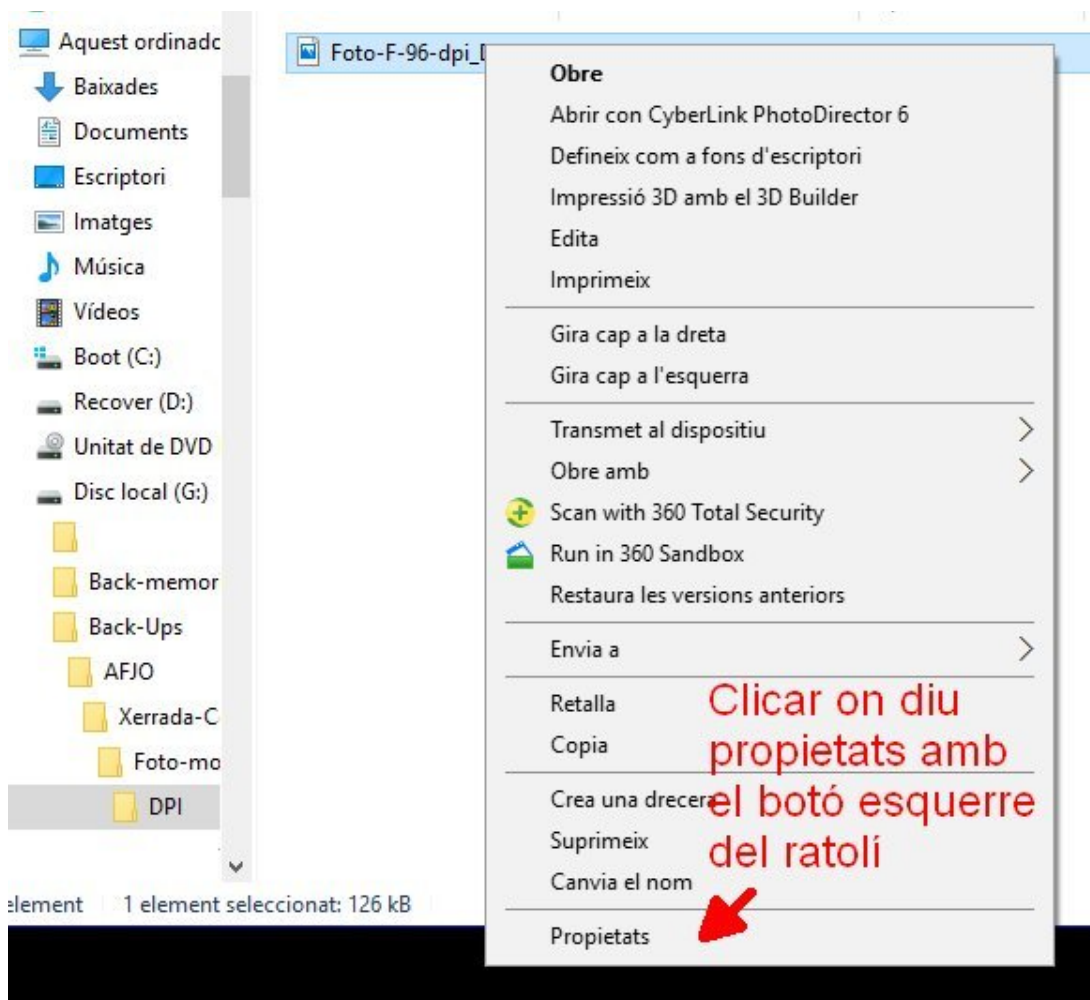 Aquest ordinadc
Baixades
Documents
Escriptori
Imatges
Música
Vídeos
Boot (C:)
Recover (D:)
Unitat de DVD
Disc local (G:)
Back-memor
Back-Ups
AFJO
Xerrada-C
Foto-mo
DPI
element 1 element seleccionat: 126 kB
Foto-F-96-dpi_
Obre
Abrir con CyberLink PhotoDirector 6
Defineix com a fons d'escriptori
Impressió 3D amb el 3D Builder
Edita
Imprimeix
Gira cap a la dreta
Gira cap a l'esquerra
Transmet al dispositiu
Obre amb
Scan with 360 Total Security
Run in 360 Sandbox
Restaura les versions anteriors
Envia a
Retalla
Copia
Crea una drecera
Suprimeix
Canvia el nom
Propietats
Clicar on diu
propietats amb
el botó esquerre
del ratolí